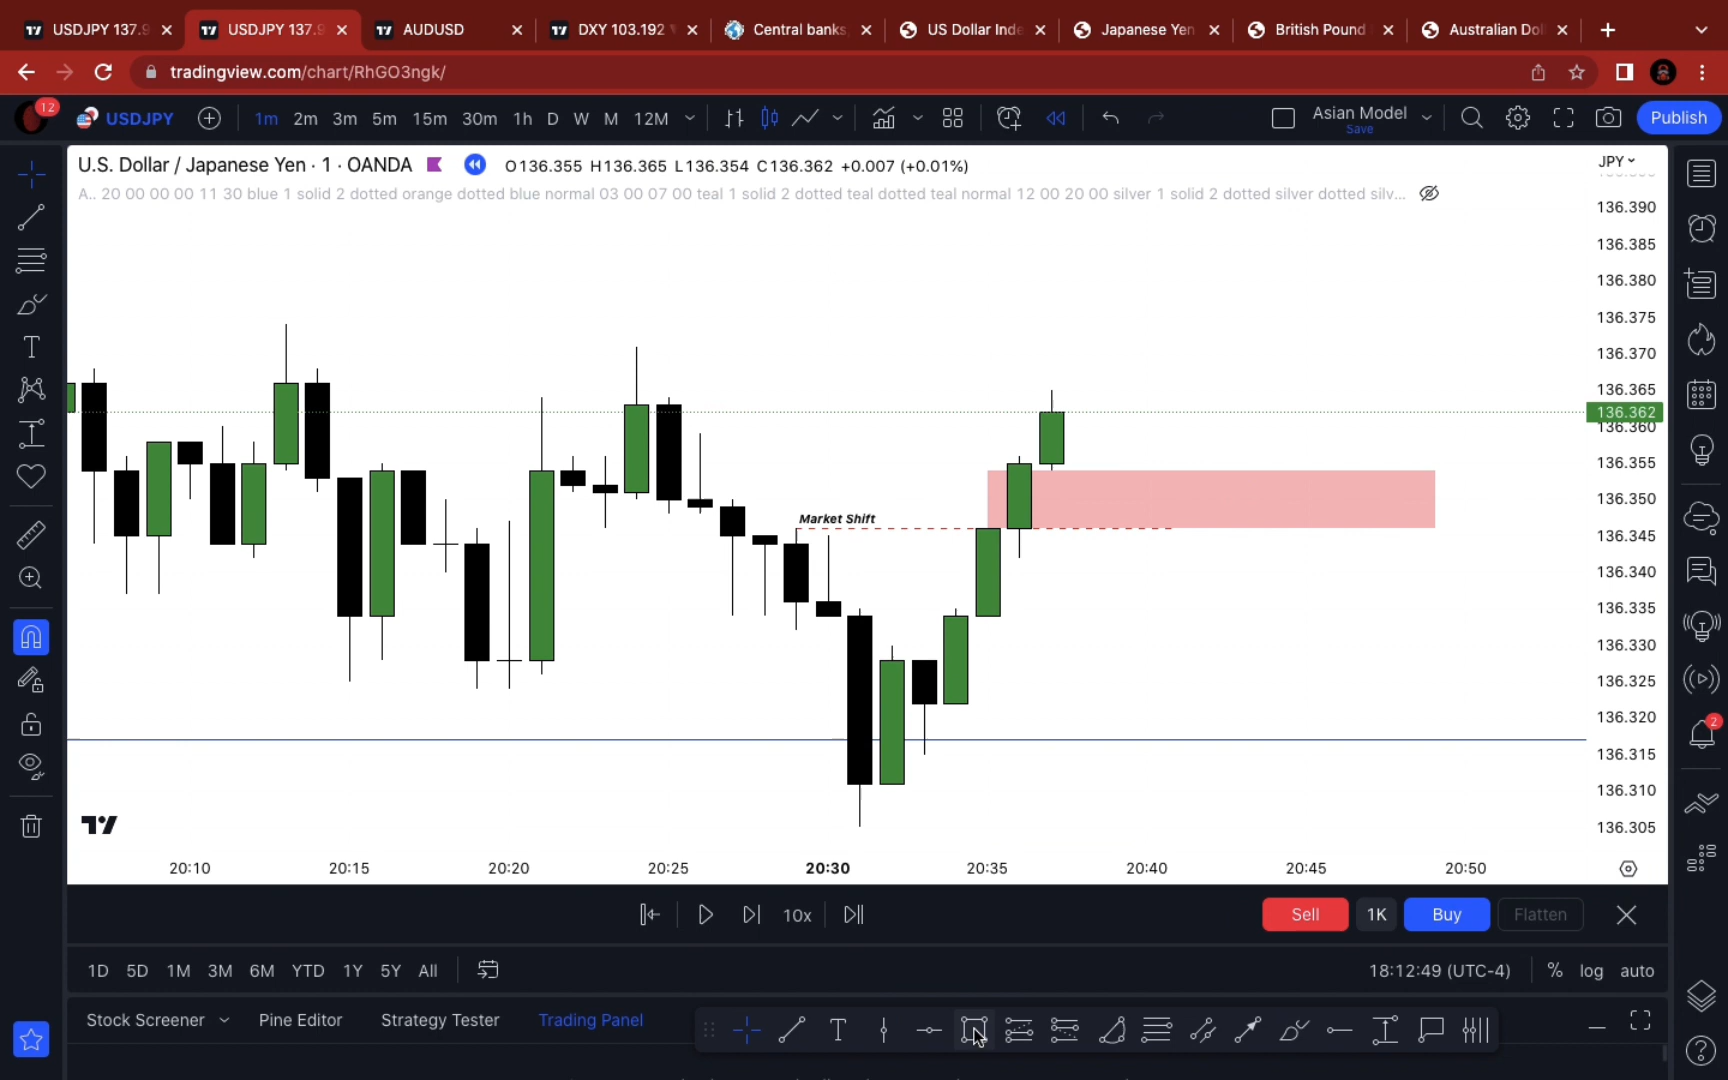 USDJPY 137.9
USDJPY 137.9
AUDUSD
DXY 103.192
Central banks,
US Dollar Inde
Japanese Yen
British Pound
Australian Dol
tradingview.com/chart/RhGO3ngk/
12
USDJPY
1m 2m 3m 5m 15m 30m 1h D W M 12M
Asian Model
Save
Publish
U.S. Dollar / Japanese Yen · 1 · OANDA
O136.355 H136.365 L136.354 C136.362 +0.007 (+0.01%)
A.. 20 00 00 00 11 30 blue 1 solid 2 dotted orange dotted blue normal 03 00 07 00 teal 1 solid 2 dotted teal dotted teal normal 12 00 20 00 silver 1 solid 2 dotted silver dotted silv...
JPY
136.390
136.385
136.380
136.375
136.370
136.365
136.362
136.360
136.355
136.350
136.345
136.340
136.335
136.330
136.325
136.320
136.315
136.310
136.305
Market Shift
2
20:10 20:15 20:20 20:25 20:30 20:35 20:40 20:45 20:50
10x
Sell
1K
Buy
Flatten
1D 5D 1M 3M 6M YTD 1Y 5Y All
18:12:49 (UTC-4)
% log auto
Stock Screener
Pine Editor
Strategy Tester
Trading Panel